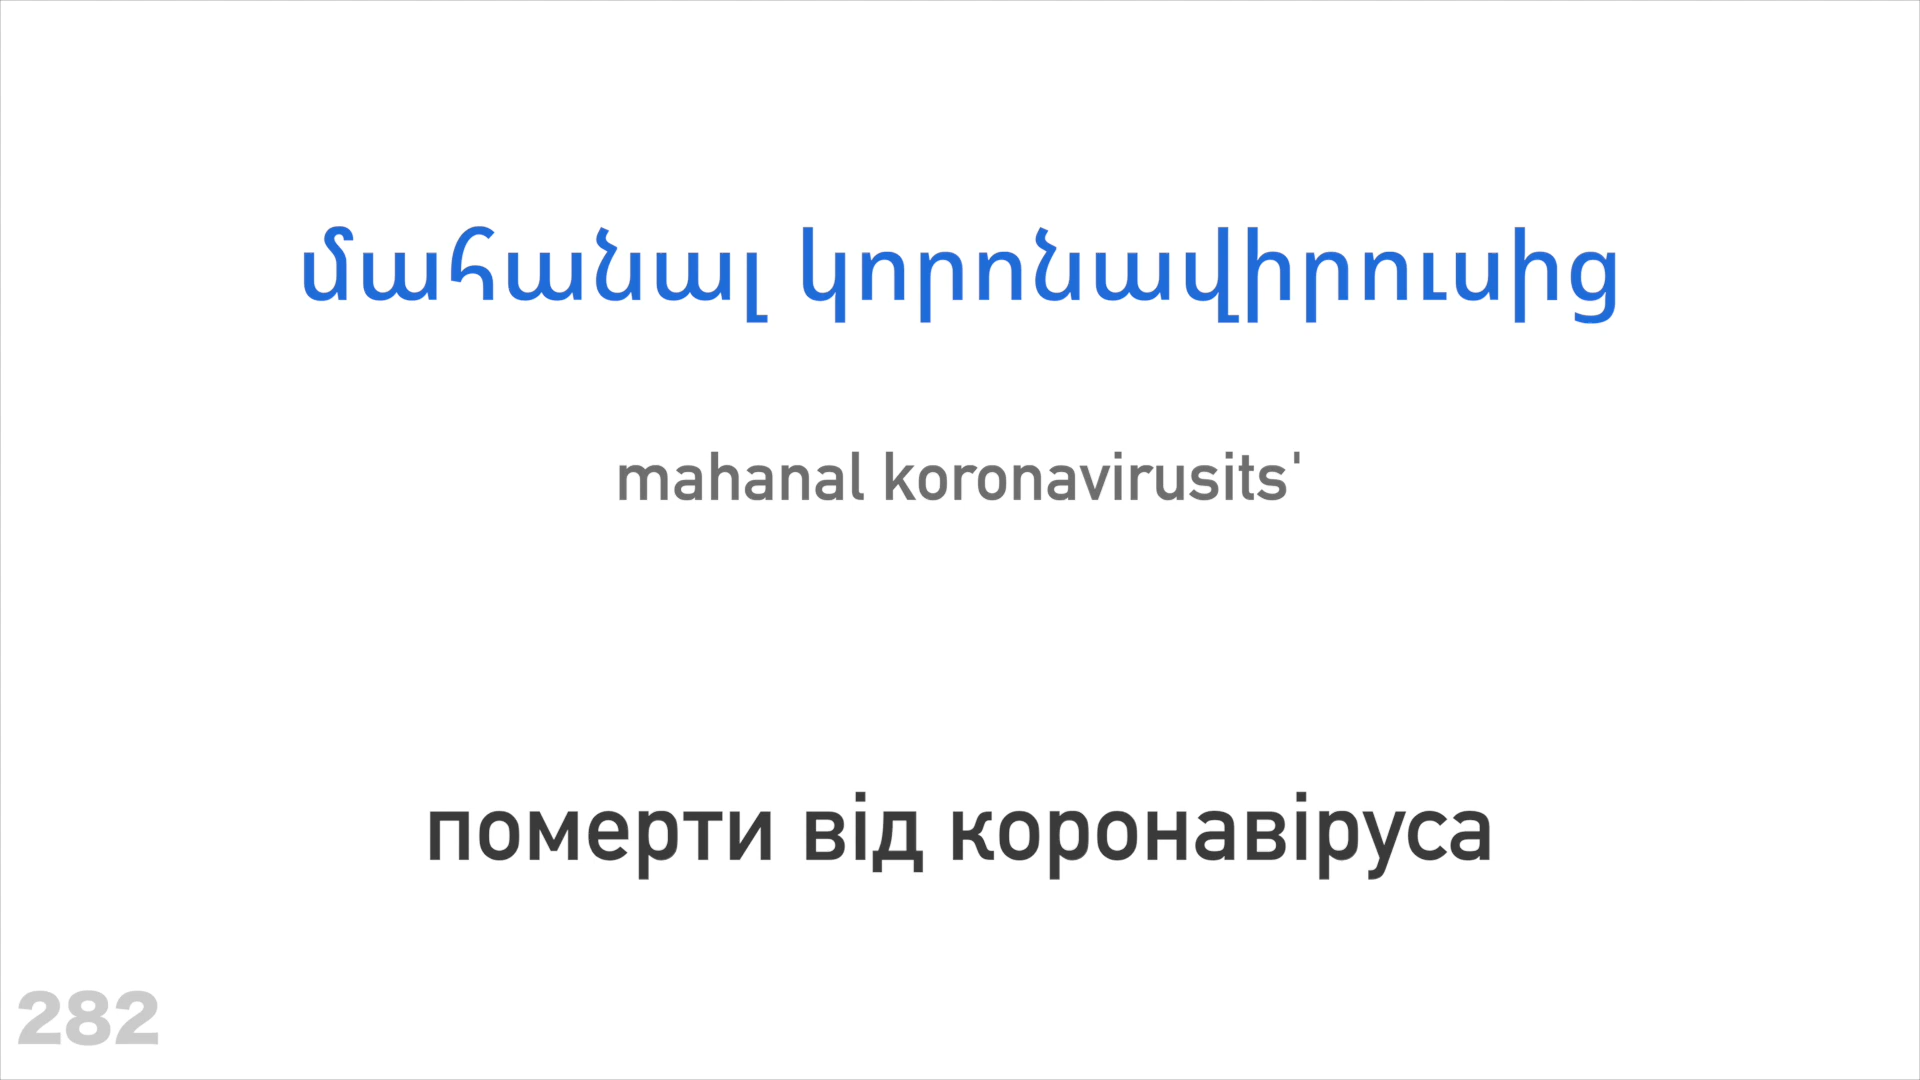 մահանալ կորոնավիրուսից
mahanal koronavirusits'
померти від коронавіруса
282